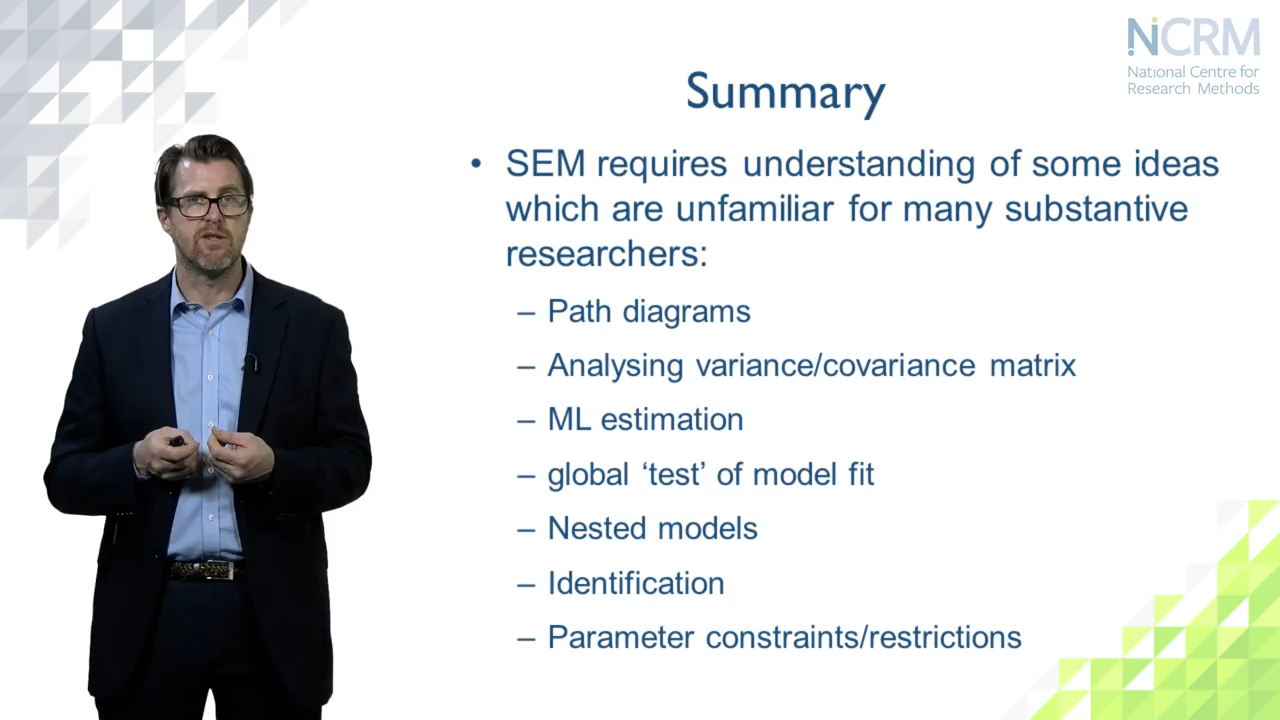 NCRM
National Centre for
Research Methods
Summary
• SEM requires understanding of some ideas
which are unfamiliar for many substantive
researchers:
– Path diagrams
– Analysing variance/covariance matrix
– ML estimation
– global ‘test’ of model fit
– Nested models
– Identification
– Parameter constraints/restrictions